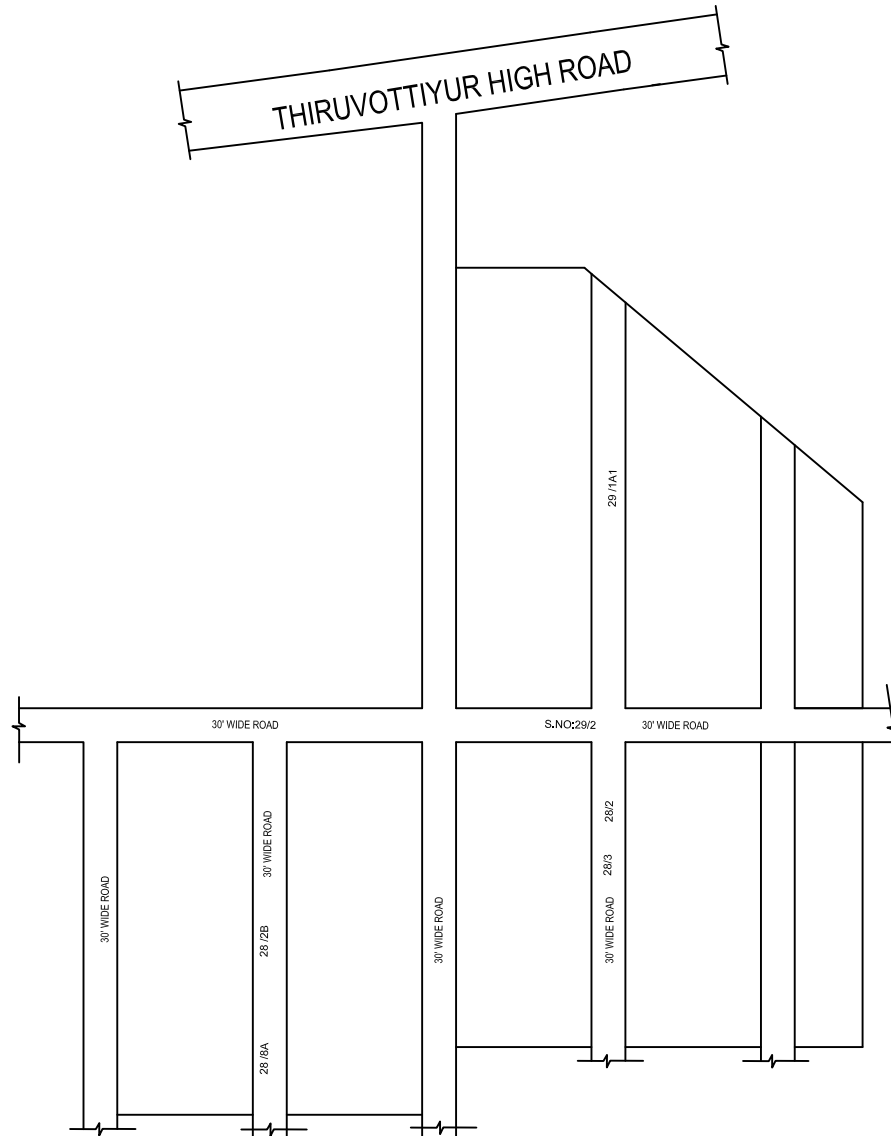 THIRUVOTTIYUR HIGH ROAD
29 /1A1
30' WIDE ROAD
S.NO:29/2
30' WIDE ROAD
28/2
28/3
30' WIDE ROAD
30' WIDE ROAD
28 /2B
28 /8A
30' WIDE ROAD
30' WIDE ROAD